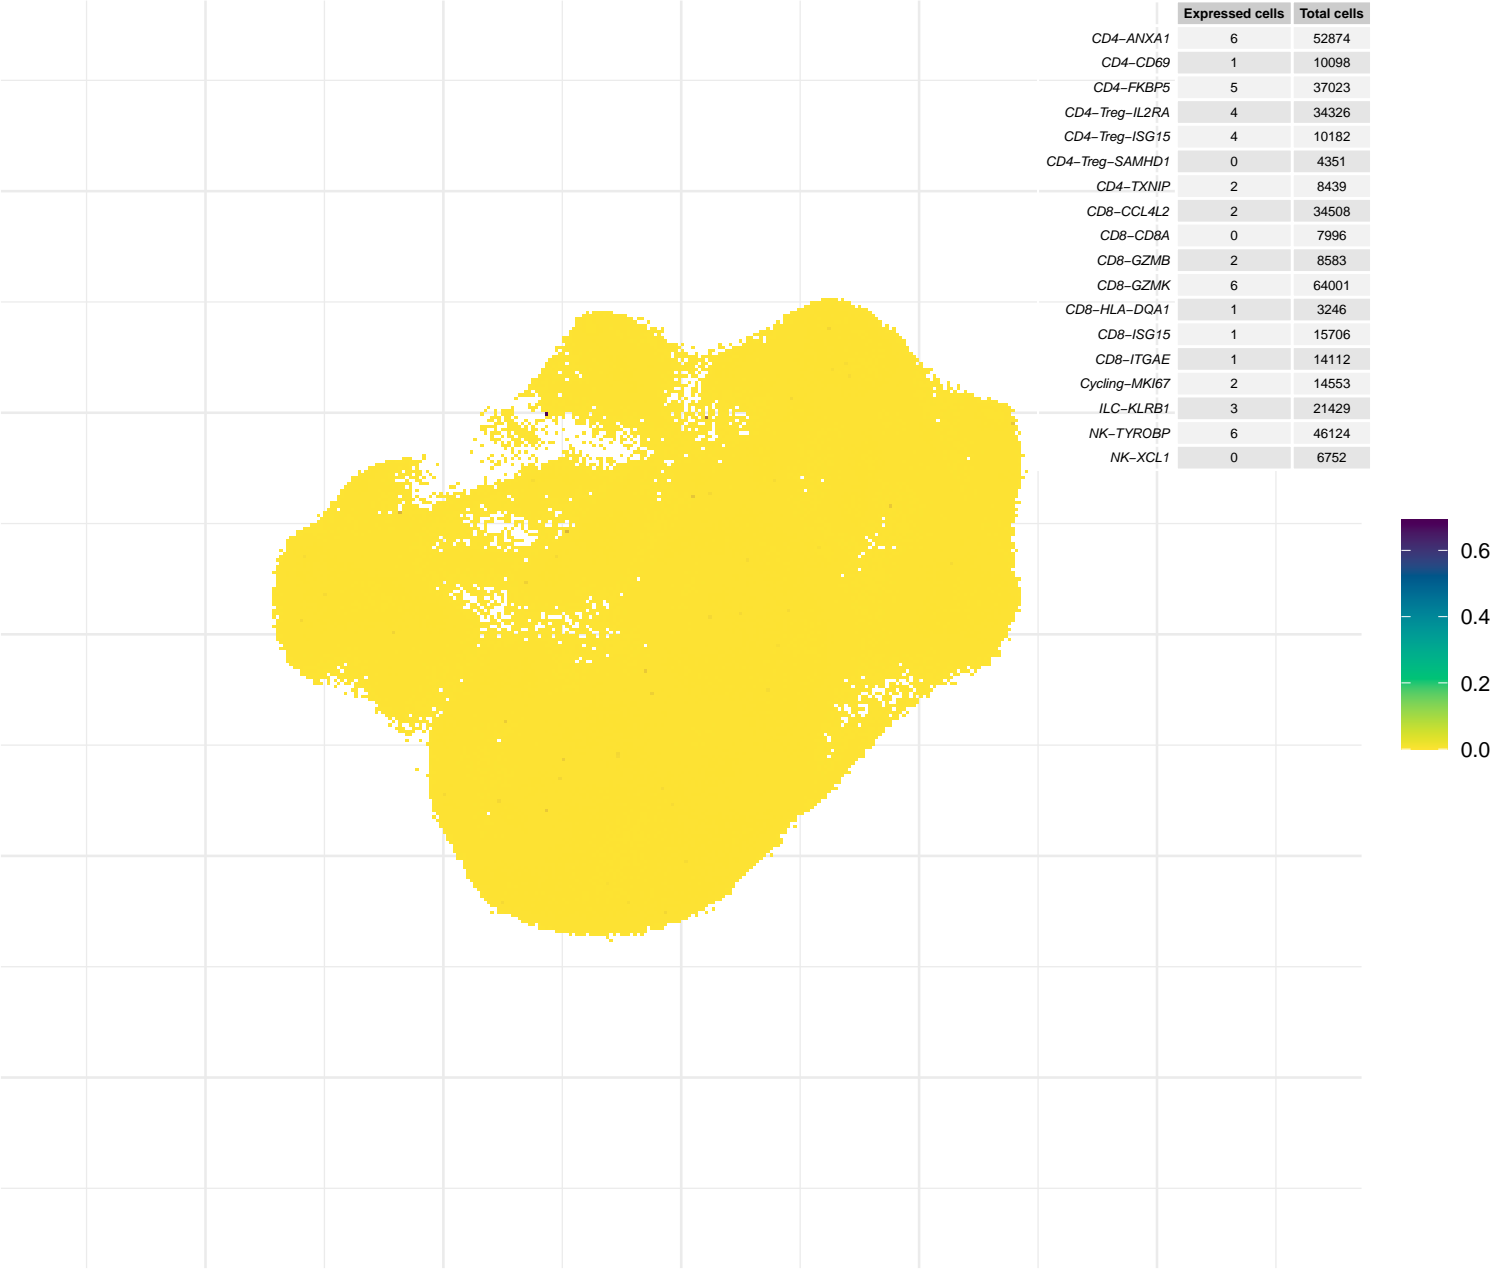 Expressed cells Total cells
CD4−ANXA1 6 52874
CD4−CD69 1 10098
CD4−FKBP5 5 37023
CD4−Treg−IL2RA 4 34326
CD4−Treg−ISG15 4 10182
CD4−Treg−SAMHD1 0 4351
CD4−TXNIP 2 8439
CD8−CCL4L2 2 34508
CD8−CD8A 0 7996
CD8−GZMB 2 8583
CD8−GZMK 6 64001
CD8−HLA−DQA1 1 3246
CD8−ISG15 1 15706
CD8−ITGAE 1 14112
Cycling−MKI67 2 14553
ILC−KLRB1 3 21429
NK−TYROBP 6 46124
NK−XCL1 0 6752
0.6
0.4
0.2
0.0